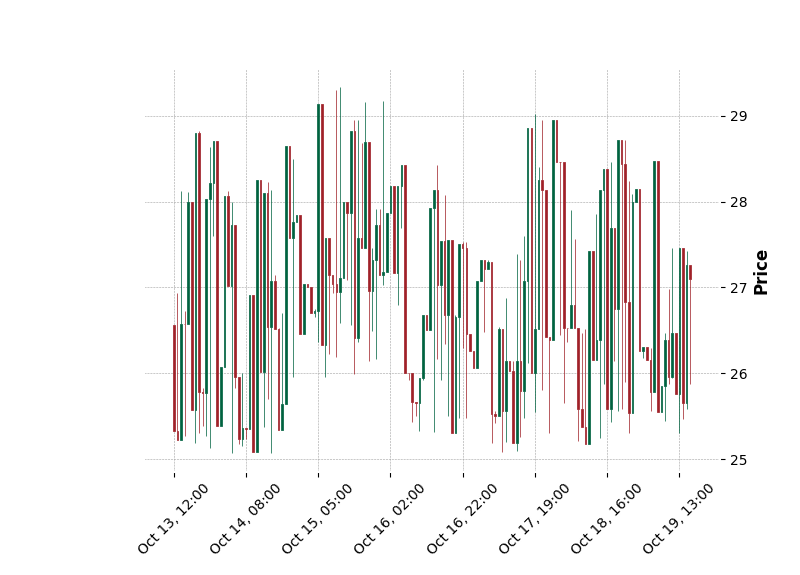 29
28
27
26
25
Price
Oct 13, 12:00
Oct 14, 08:00
Oct 15, 05:00
Oct 16, 02:00
Oct 16, 22:00
Oct 17, 19:00
Oct 18, 16:00
Oct 19, 13:00